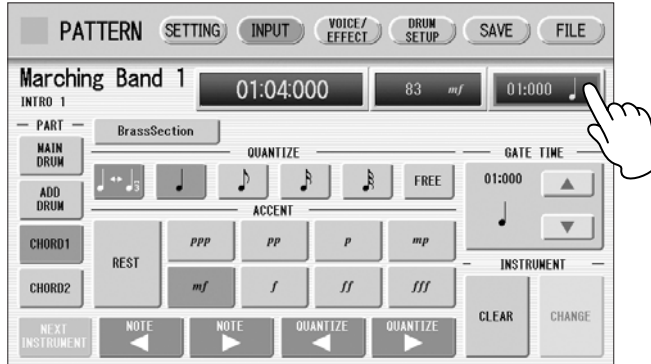 PATTERN SETTING INPUT VOICE/ EFFECT DRUM SETUP SAVE FILE
Marching Band 1
INTRO 1
01:04:000
83 mf
01:000
PART
BrassSection
MAIN DRUM
ADD DRUM
CHORD1
CHORD2
NEXT INSTRUMENT
QUANTIZE
3
FREE
ACCENT
REST
ppp pp p mp
mf f ff fff
NOTE NOTE QUANTIZE QUANTIZE
GATE TIME
01:000
INSTRUMENT
CLEAR CHANGE